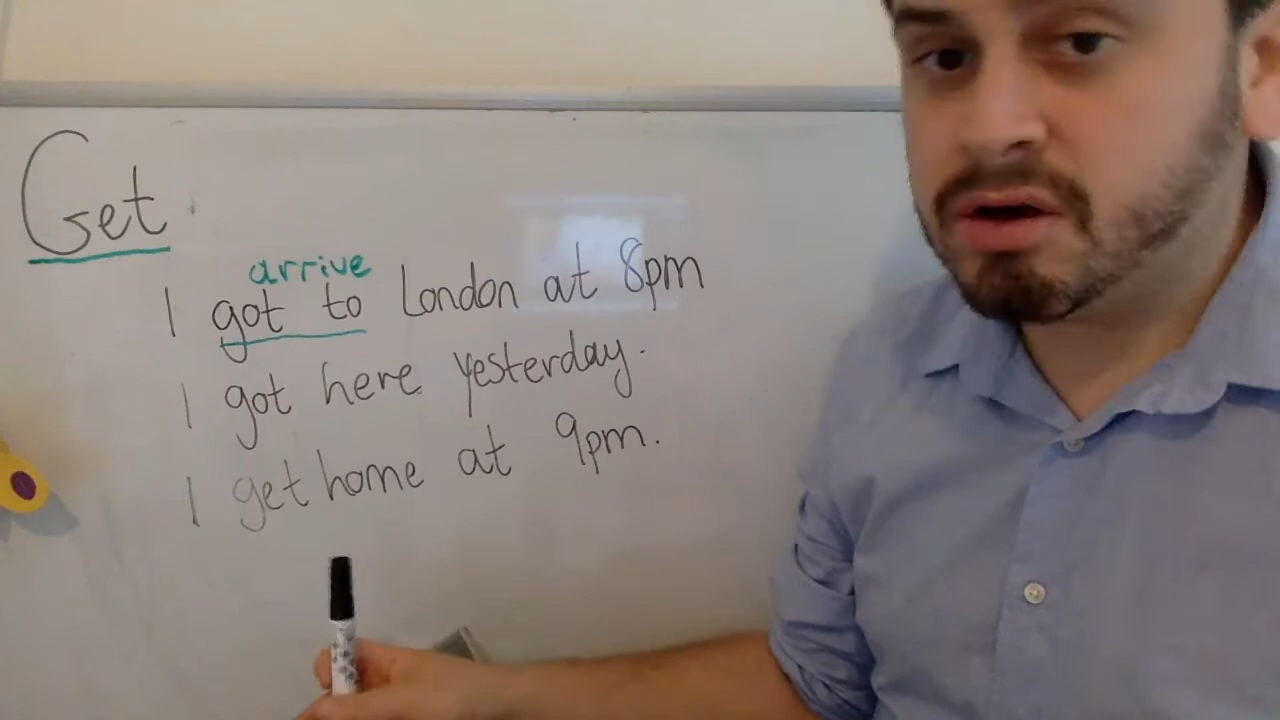 Get
arrive
I got to London at 8pm
I got here yesterday.
I get home at 9pm.